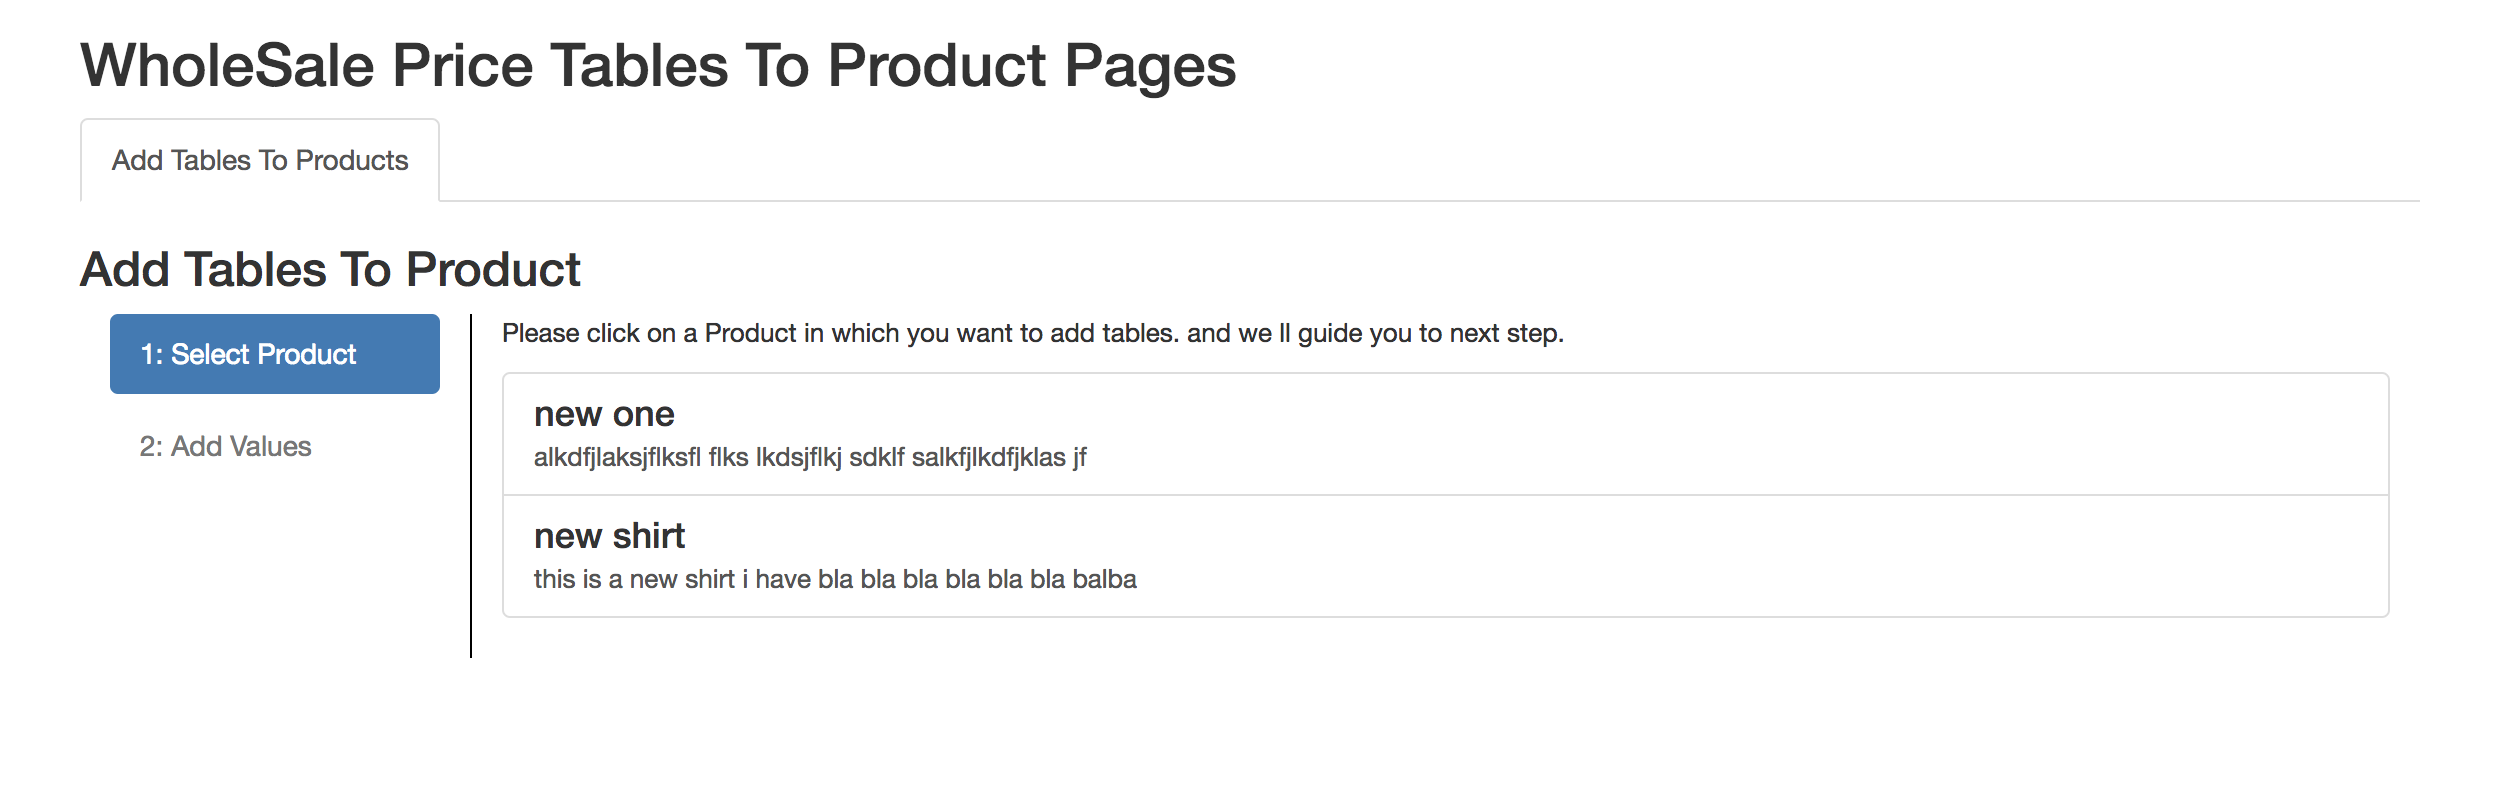 WholeSale Price Tables To Product Pages
Add Tables To Products
Add Tables To Product
1: Select Product
2: Add Values
Please click on a Product in which you want to add tables. and we ll guide you to next step.
new one
alkdfjlaksjflksfl flks lkdsjflkj sdklf salkfjlkdfjklas jf
new shirt
this is a new shirt i have bla bla bla bla bla bla balba